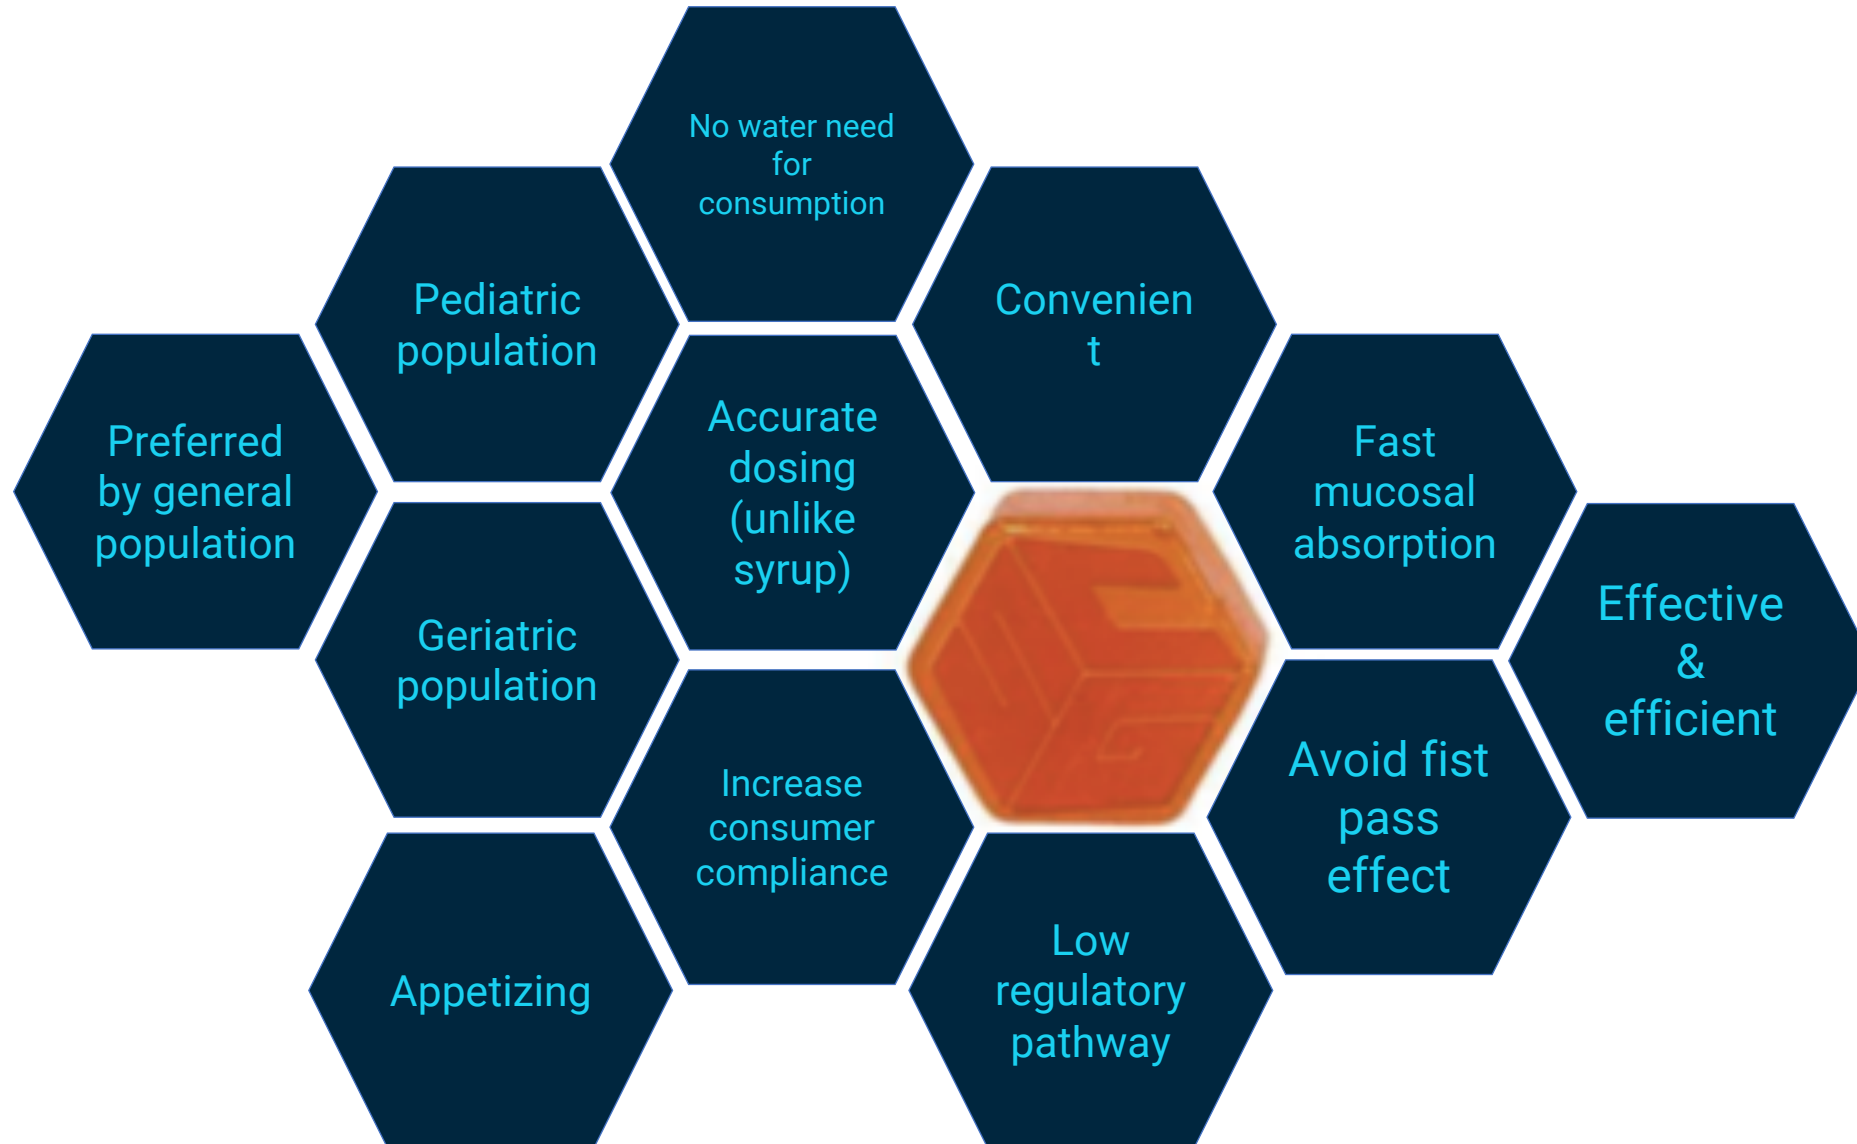 No water need
for
consumption
Pediatric
population
Convenien
t
Preferred
by general
population
Accurate
dosing
(unlike
syrup)
Fast
mucosal
absorption
Geriatric
population
Effective
&
efficient
Increase
consumer
compliance
Avoid fist
pass
effect
Appetizing
Low
regulatory
pathway